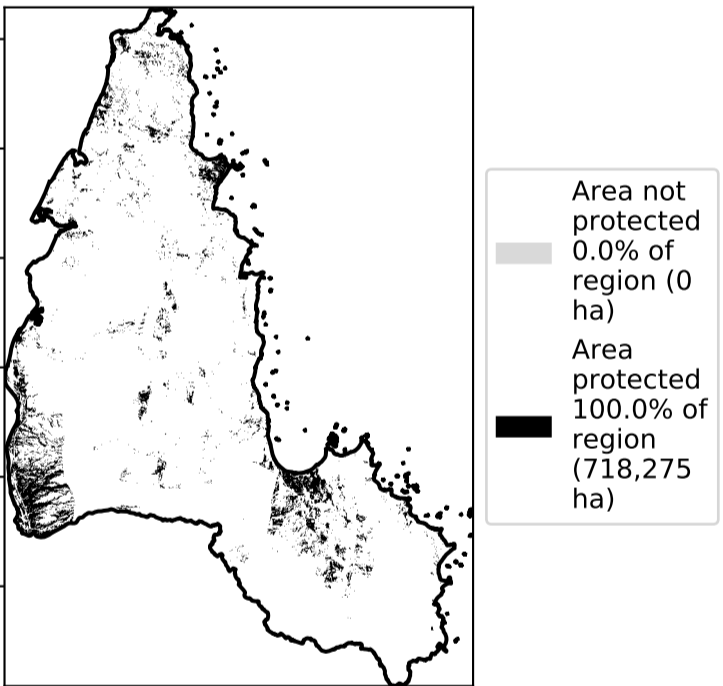 Area not
protected
0.0% of
region (0
ha)
Area
protected
100.0% of
region
(718,275
ha)